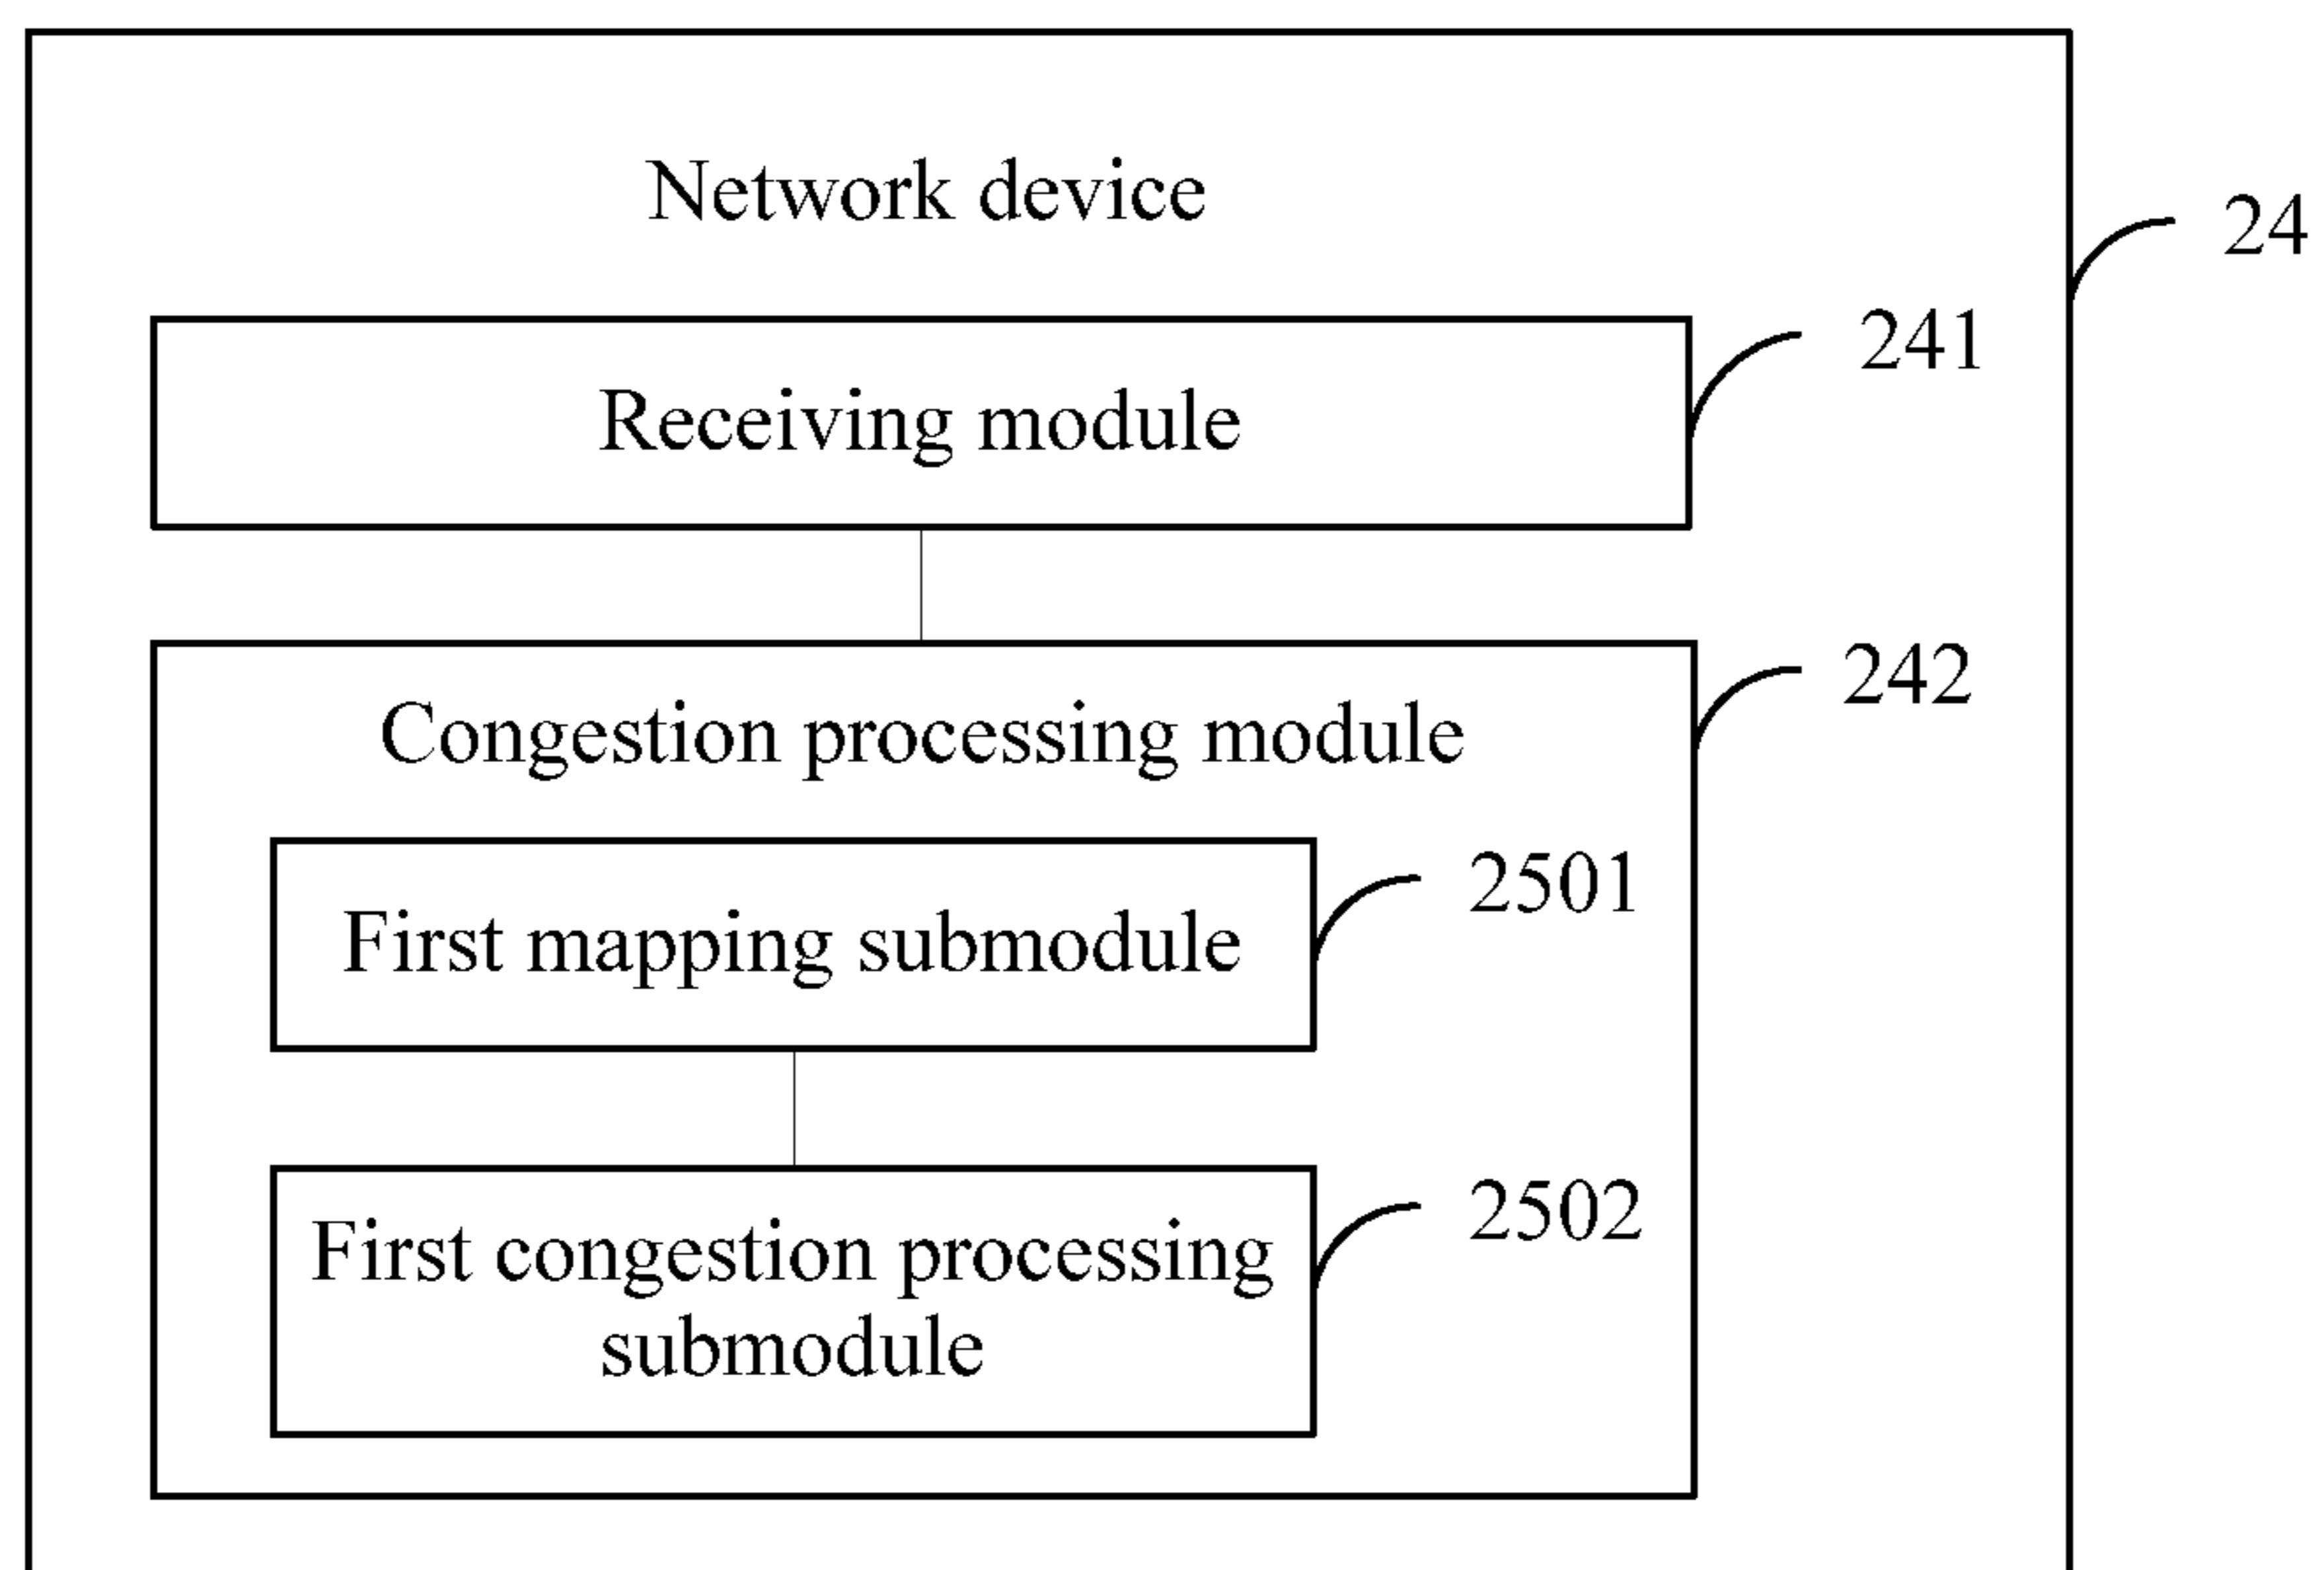 Network device
24
241
Receiving module
242
Congestion processing module
2501
First mapping submodule
2502
First congestion processing
submodule